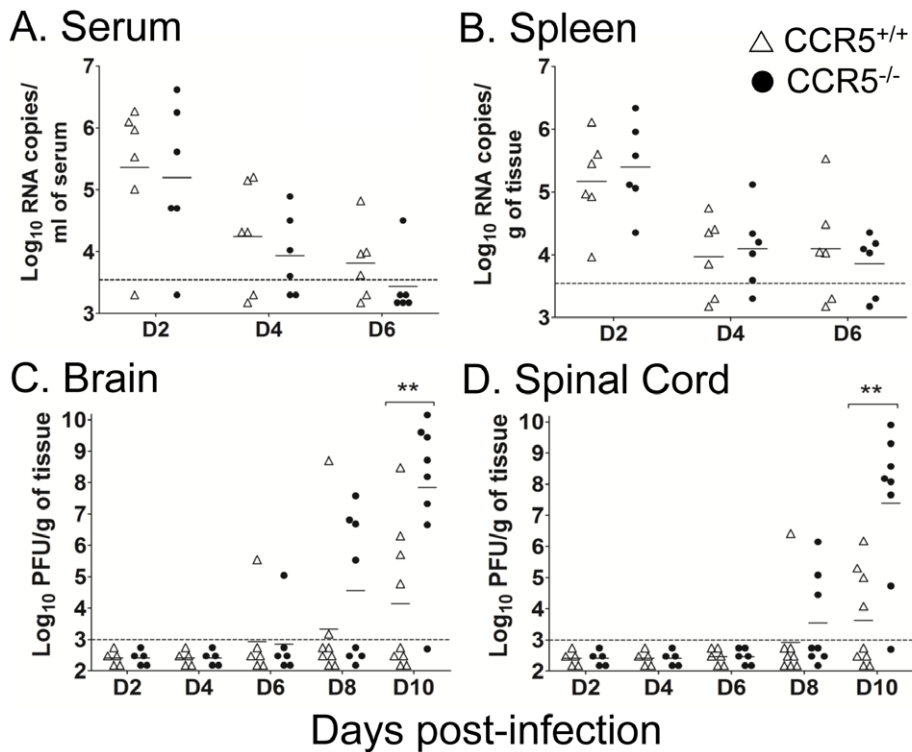 A. Serum
B. Spleen
△ CCR5+/+
● CCR5-/-
Log10 RNA copies/
ml of serum
7
6
5
4
3
D2 D4 D6
Log10 RNA copies/
g of tissue
7
6
5
4
3
D2 D4 D6
C. Brain
D. Spinal Cord
Log10 PFU/g of tissue
10
9
8
7
6
5
4
3
2
**
D2 D4 D6 D8 D10
Log10 PFU/g of tissue
10
9
8
7
6
5
4
3
2
**
D2 D4 D6 D8 D10
Days post-infection